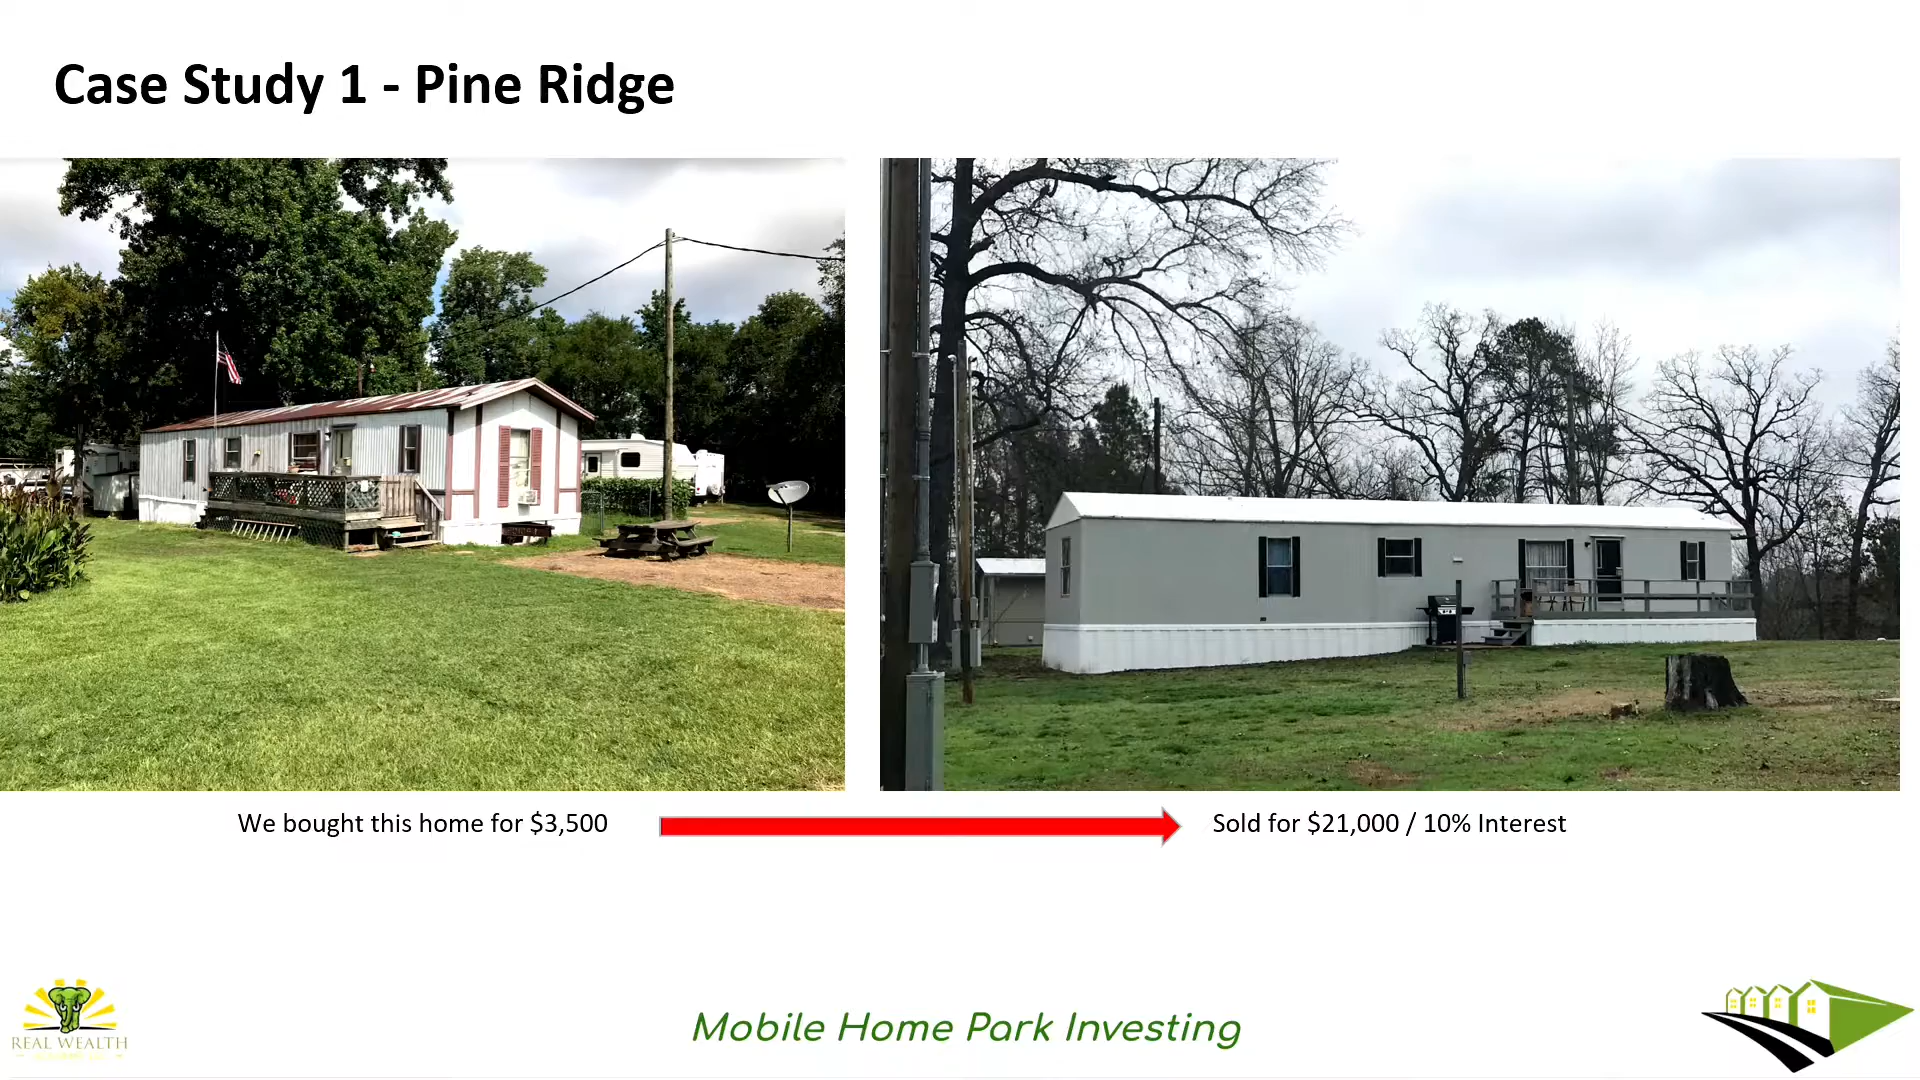 Case Study 1 - Pine Ridge
We bought this home for $3,500
Sold for $21,000 / 10% Interest
REAL WEALTH
Mobile Home Park Investing